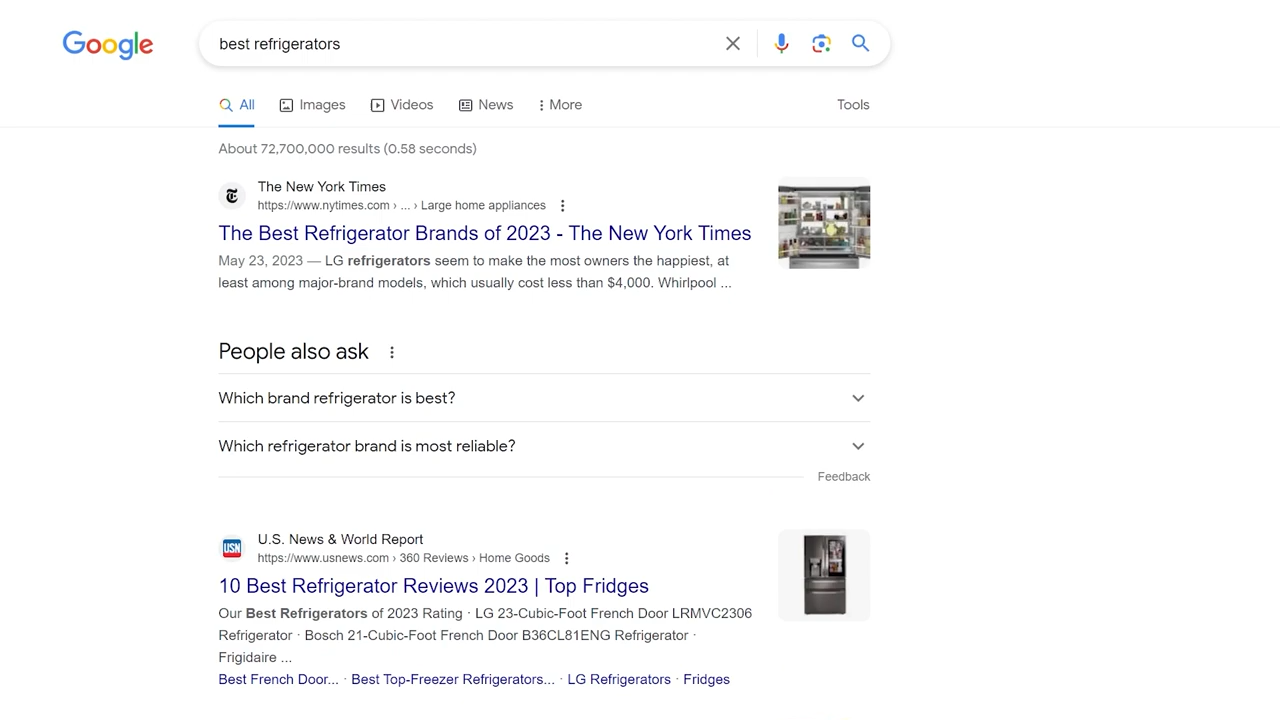 Google
best refrigerators
All Images Videos News More Tools
About 72,700,000 results (0.58 seconds)
The New York Times
https://www.nytimes.com › ... › Large home appliances
The Best Refrigerator Brands of 2023 - The New York Times
May 23, 2023 — LG refrigerators seem to make the most owners the happiest, at
least among major-brand models, which usually cost less than $4,000. Whirlpool ...
People also ask
Which brand refrigerator is best?
Which refrigerator brand is most reliable?
Feedback
USN
U.S. News & World Report
https://www.usnews.com › 360 Reviews › Home Goods
10 Best Refrigerator Reviews 2023 | Top Fridges
Our Best Refrigerators of 2023 Rating · LG 23-Cubic-Foot French Door LRMVC2306
Refrigerator · Bosch 21-Cubic-Foot French Door B36CL81ENG Refrigerator ·
Frigidaire ...
Best French Door... · Best Top-Freezer Refrigerators... · LG Refrigerators · Fridges